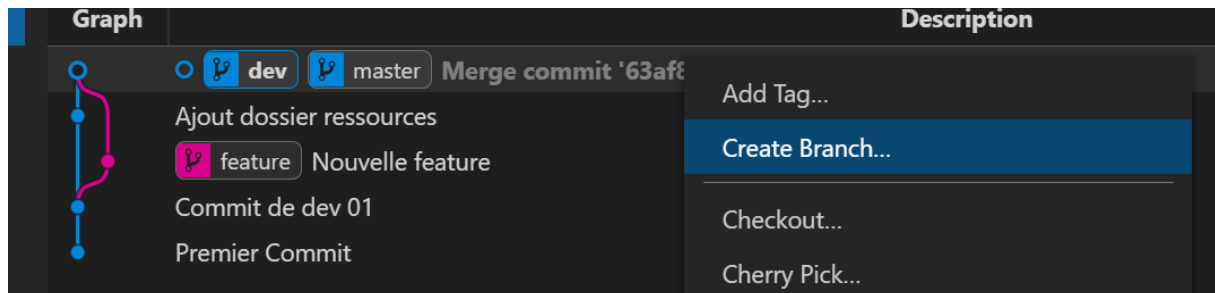 Graph Description
dev master Merge commit '63af8
Add Tag...
Ajout dossier ressources
Create Branch...
feature Nouvelle feature
Commit de dev 01
Checkout...
Premier Commit
Cherry Pick...